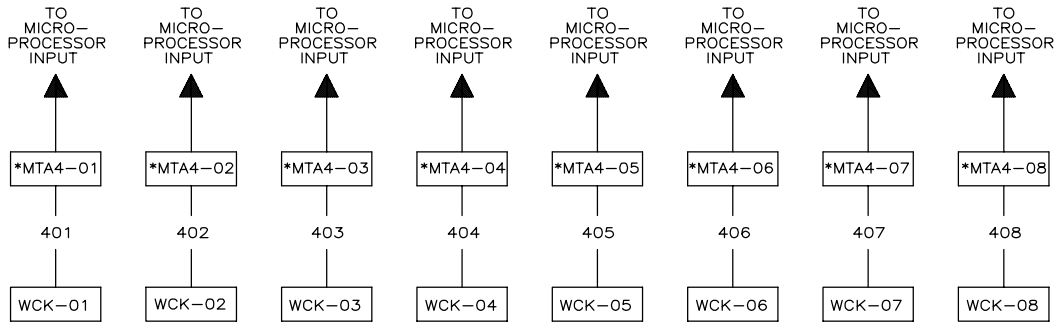 TO TO TO TO TO TO TO TO
MICRO– MICRO– MICRO– MICRO– MICRO– MICRO– MICRO– MICRO–
PROCESSOR PROCESSOR PROCESSOR PROCESSOR PROCESSOR PROCESSOR PROCESSOR PROCESSOR
INPUT INPUT INPUT INPUT INPUT INPUT INPUT INPUT
*MTA4–01 *MTA4–02 *MTA4–03 *MTA4–04 *MTA4–05 *MTA4–06 *MTA4–07 *MTA4–08
401 402 403 404 405 406 407 408
WCK–01 WCK–02 WCK–03 WCK–04 WCK–05 WCK–06 WCK–07 WCK–08